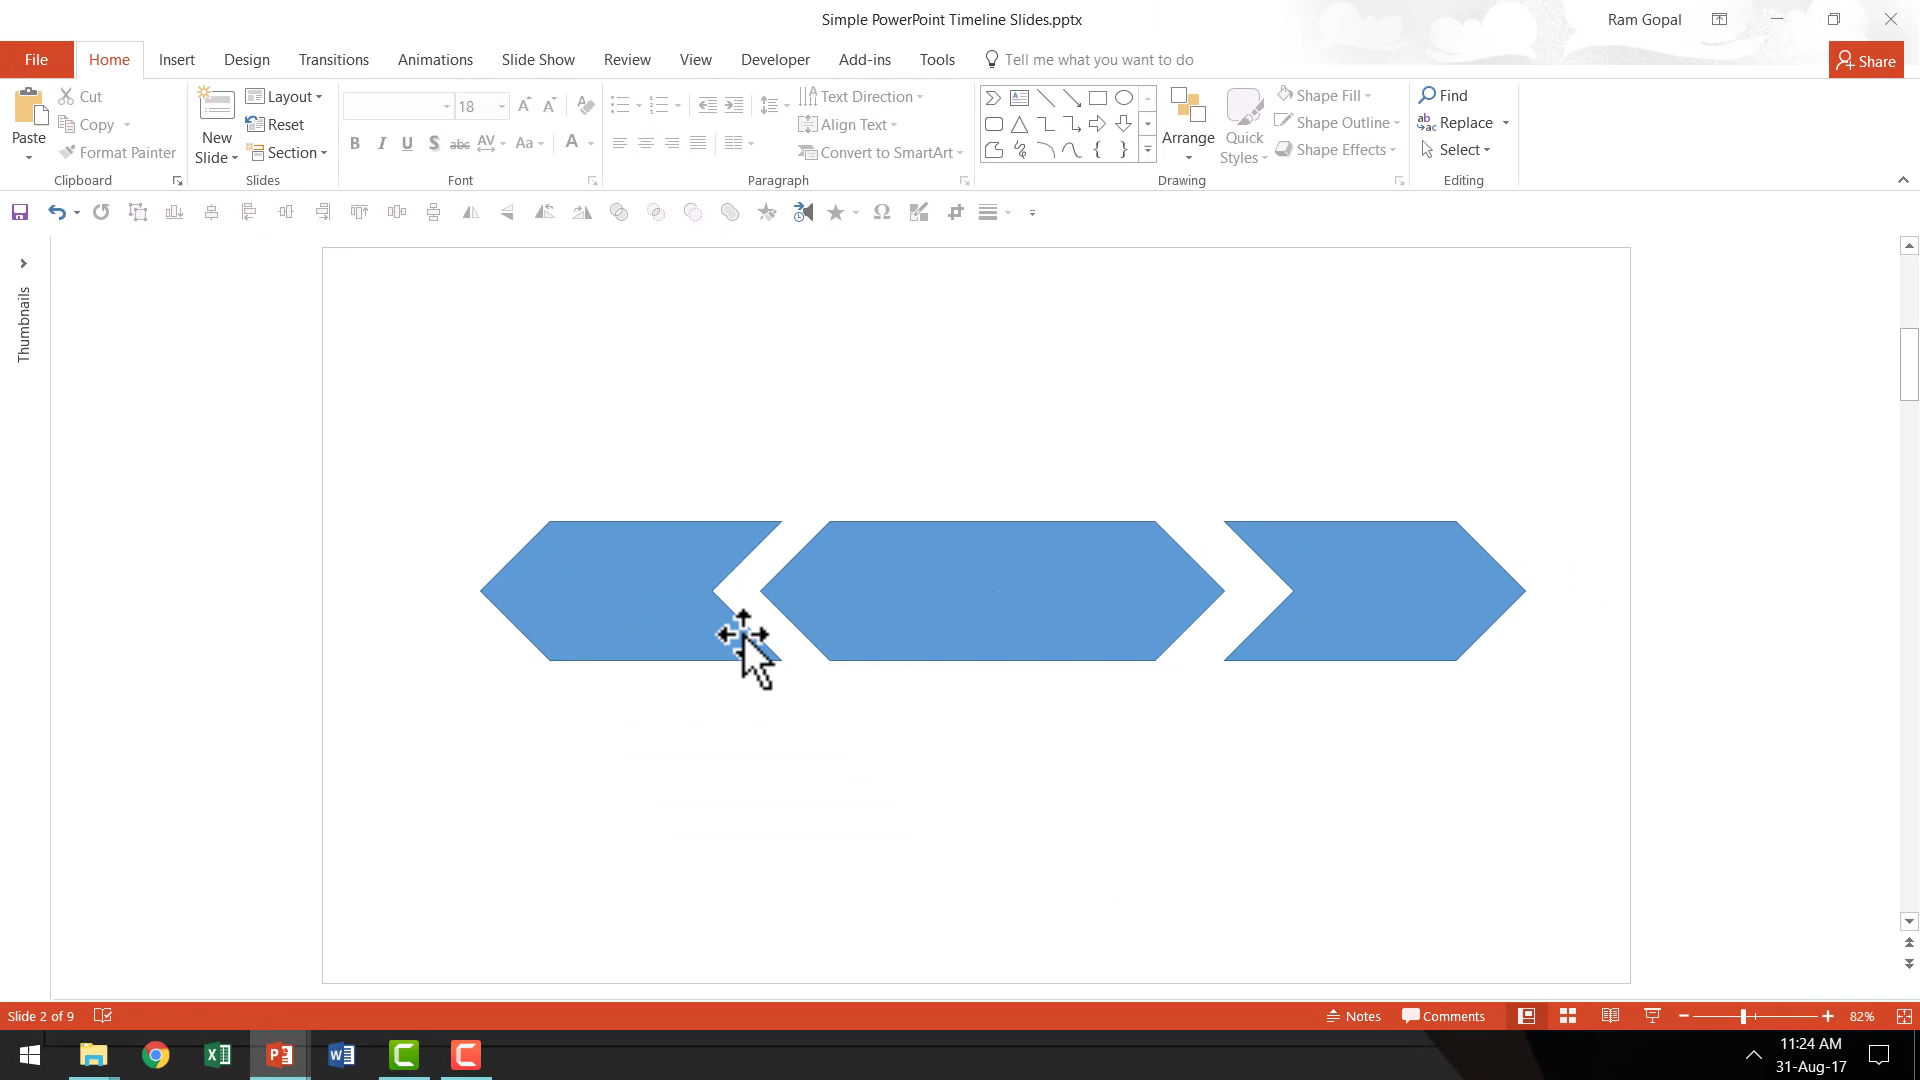 Simple PowerPoint Timeline Slides.pptx
Ram Gopal
File Home Insert Design Transitions Animations Slide Show Review View Developer Add-ins Tools Tell me what you want to do
Share
Paste
Cut
Copy
Format Painter
Clipboard
New Slide
Layout
Reset
Section
Slides
18
B I U S abc AV Aa A
Font
Text Direction
Align Text
Convert to SmartArt
Paragraph
Arrange
Quick Styles
Shape Fill
Shape Outline
Shape Effects
Drawing
Find
Replace
Select
Editing
Thumbnails
Slide 2 of 9
Notes
Comments
82%
11:24 AM
31-Aug-17